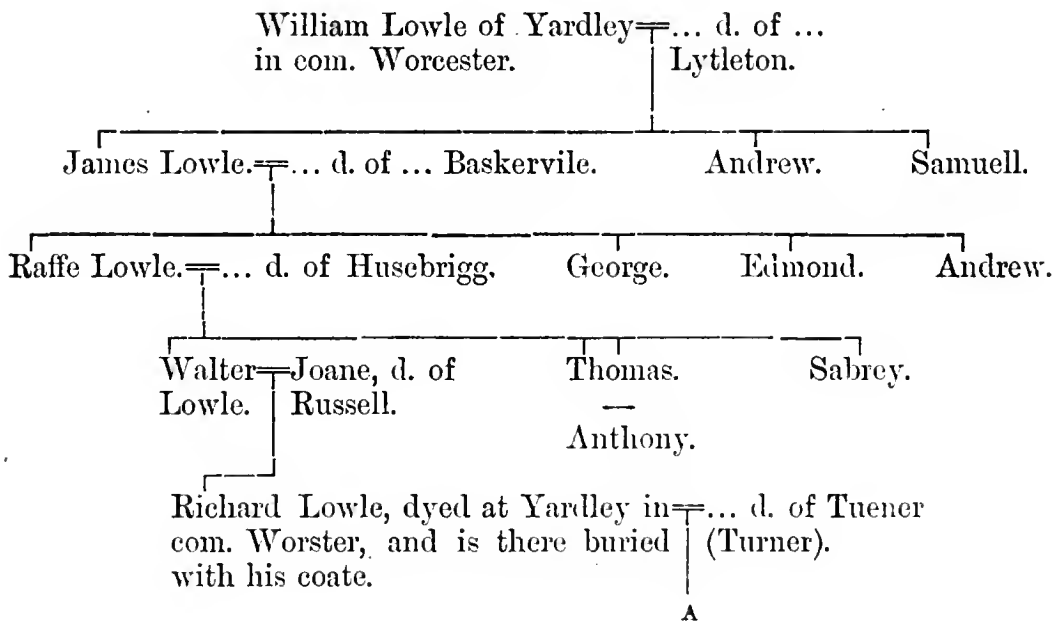 William Lowle of Yardley=... d. of ...
in com. Worcester. Lytleton.
James Lowle.=... d. of ... Baskervile. Andrew. Samuell.
Raffe Lowle.=... d. of Husebrigg. George. Edmond. Andrew.
Walter=Joane, d. of Thomas. Sabrey.
Lowle. Russell. —
Anthony.
Richard Lowle, dyed at Yardley in=... d. of Tuener
com. Worster, and is there buried (Turner).
with his coate.
A